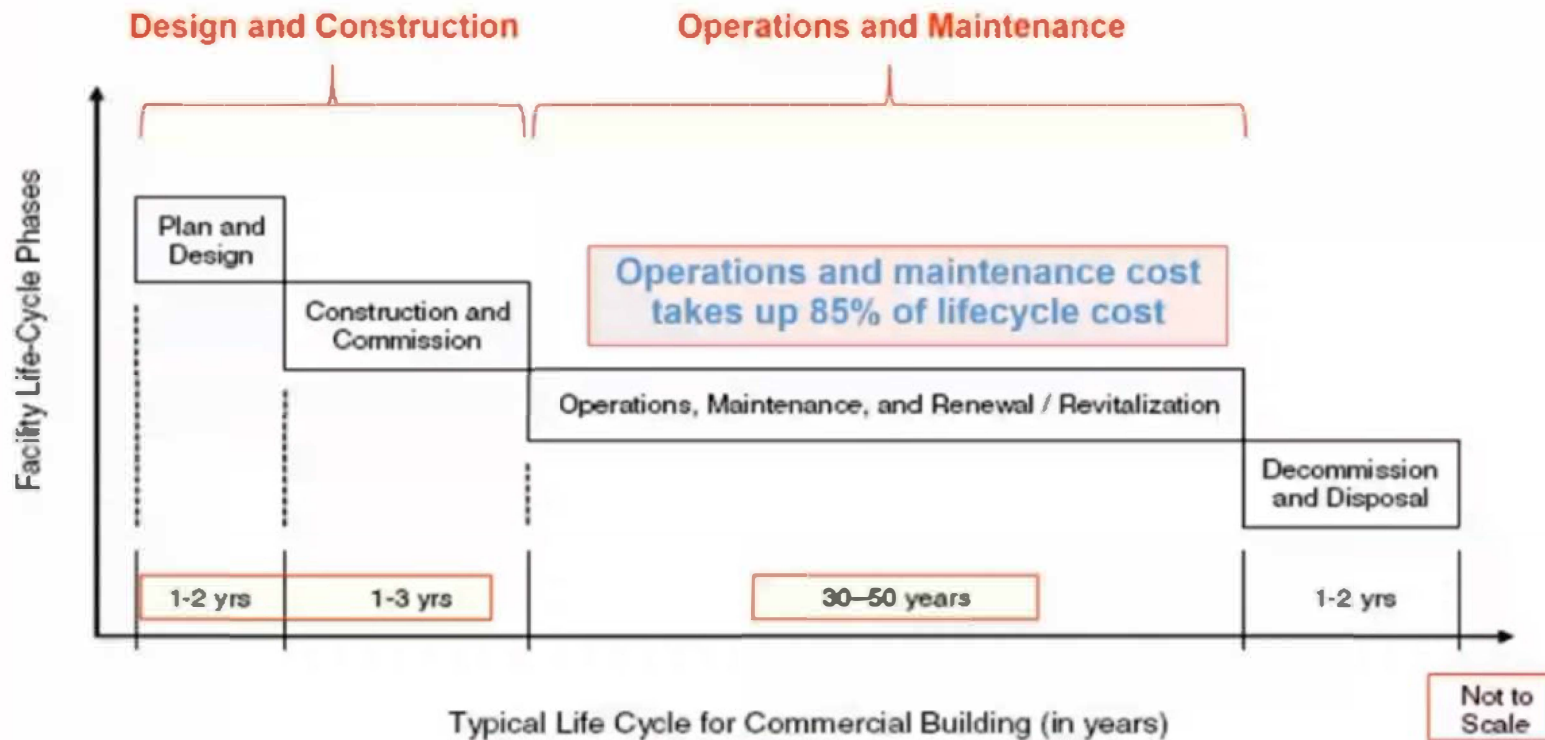 Design and Construction
Operations and Maintenance
Facility Life-Cycle Phases
Plan and
Design
Operations and maintenance cost
takes up 85% of lifecycle cost
Construction and
Commission
Operations, Maintenance, and Renewal / Revitalization
Decommission
and Disposal
1-2 yrs
1-3 yrs
30–50 years
1-2 yrs
Not to
Scale
Typical Life Cycle for Commercial Building (in years)